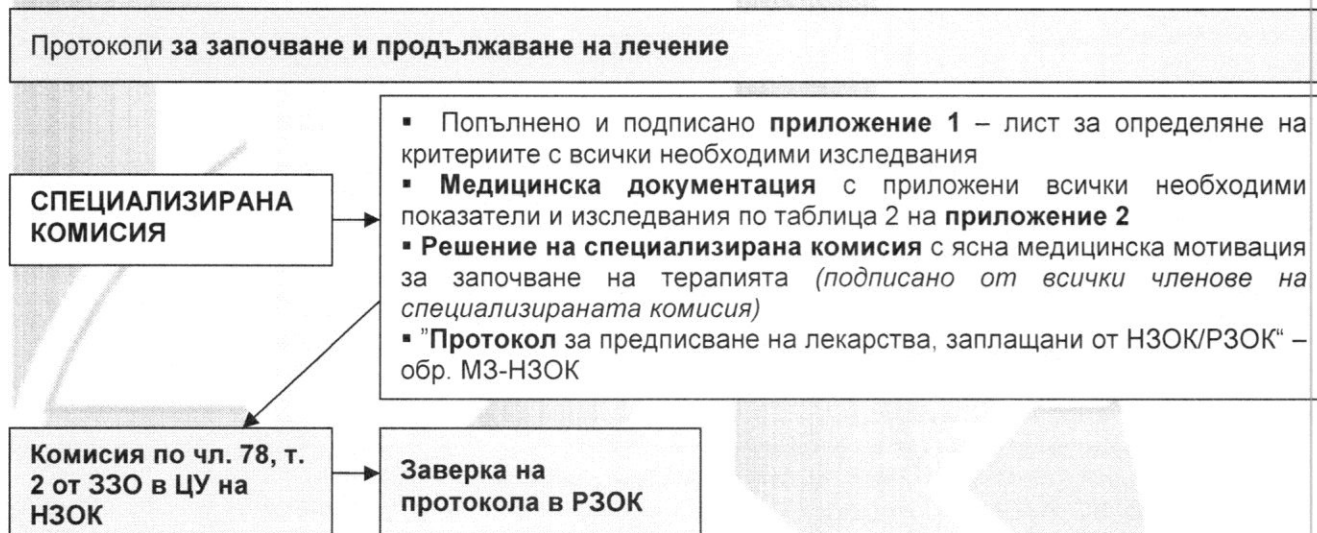 Протоколи за започване и продължаване на лечение
СПЕЦИАЛИЗИРАНА
КОМИСИЯ
▪ Попълнено и подписано приложение 1 – лист за определяне на
критериите с всички необходими изследвания
▪ Медицинска документация с приложени всички необходими
показатели и изследвания по таблица 2 на приложение 2
▪ Решение на специализирана комисия с ясна медицинска мотивация
за започване на терапията (подписано от всички членове на
специализираната комисия)
▪ ”Протокол за предписване на лекарства, заплащани от НЗОК/РЗОК“ –
обр. МЗ-НЗОК
Комисия по чл. 78, т.
2 от ЗЗО в ЦУ на
НЗОК
Заверка на
протокола в РЗОК